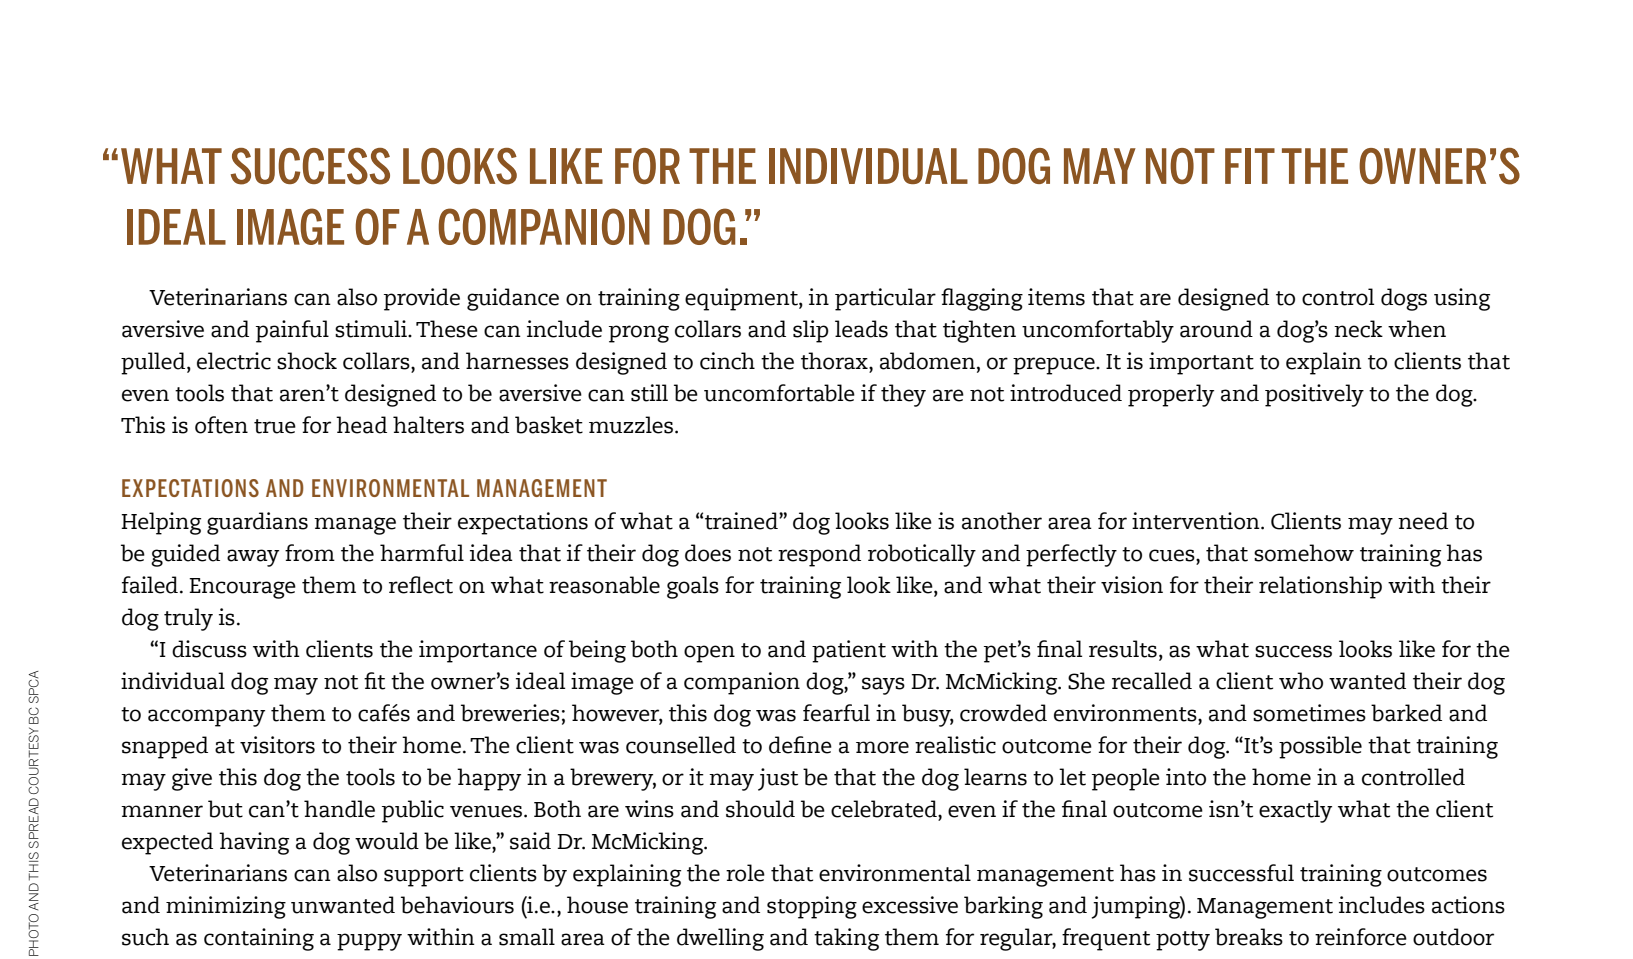 “WHAT SUCCESS LOOKS LIKE FOR THE INDIVIDUAL DOG MAY NOT FIT THE OWNER’S
IDEAL IMAGE OF A COMPANION DOG.”
Veterinarians can also provide guidance on training equipment, in particular flagging items that are designed to control dogs using
aversive and painful stimuli. These can include prong collars and slip leads that tighten uncomfortably around a dog’s neck when
pulled, electric shock collars, and harnesses designed to cinch the thorax, abdomen, or prepuce. It is important to explain to clients that
even tools that aren’t designed to be aversive can still be uncomfortable if they are not introduced properly and positively to the dog.
This is often true for head halters and basket muzzles.
EXPECTATIONS AND ENVIRONMENTAL MANAGEMENT
Helping guardians manage their expectations of what a “trained” dog looks like is another area for intervention. Clients may need to
be guided away from the harmful idea that if their dog does not respond robotically and perfectly to cues, that somehow training has
failed. Encourage them to reflect on what reasonable goals for training look like, and what their vision for their relationship with their
dog truly is.
“I discuss with clients the importance of being both open to and patient with the pet’s final results, as what success looks like for the
individual dog may not fit the owner’s ideal image of a companion dog,” says Dr. McMicking. She recalled a client who wanted their dog
to accompany them to cafés and breweries; however, this dog was fearful in busy, crowded environments, and sometimes barked and
snapped at visitors to their home. The client was counselled to define a more realistic outcome for their dog. “It’s possible that training
may give this dog the tools to be happy in a brewery, or it may just be that the dog learns to let people into the home in a controlled
manner but can’t handle public venues. Both are wins and should be celebrated, even if the final outcome isn’t exactly what the client
expected having a dog would be like,” said Dr. McMicking.
Veterinarians can also support clients by explaining the role that environmental management has in successful training outcomes
and minimizing unwanted behaviours (i.e., house training and stopping excessive barking and jumping). Management includes actions
such as containing a puppy within a small area of the dwelling and taking them for regular, frequent potty breaks to reinforce outdoor
PHOTO AND THIS SPREAD COURTESY BC SPCA